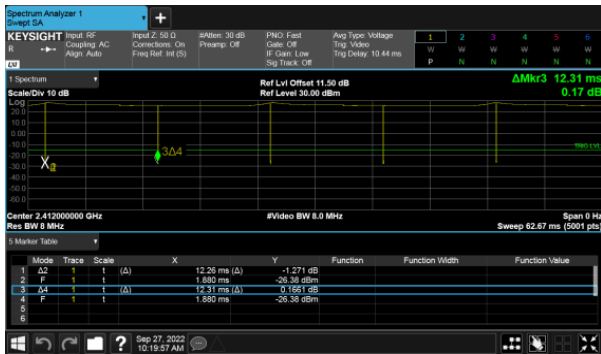 Spectrum Analyzer 1
Swept SA
+
KEYSIGHT Input: RF Input Z: 50 Ω #Atten: 30 dB PNO: Fast Avg Type: Voltage 1 2 3 4 5 6
R Coupling: AC Corrections: On Preamp: Off Gate: Off Trig: Video W W W W W W
Align: Auto Freq Ref: Int (S) IF Gain: Low Trig Delay: 10.44 ms P N N N N N
LXI Sig Track: Off
1 Spectrum Ref Lvl Offset 11.50 dB ΔMkr3 12.31 ms
Scale/Div 10 dB Ref Level 30.00 dBm 0.17 dB
Log
20.0
10.0
0.00
-10.0
TRIG LVL
-20.0 3Δ4
-30.0 X2
-40.0
-50.0
-60.0
Center 2.412000000 GHz #Video BW 8.0 MHz Span 0 Hz
Res BW 8 MHz Sweep 62.67 ms (5001 pts)
5 Marker Table
Mode Trace Scale X Y Function Function Width Function Value
1 Δ2 1 t (Δ) 12.26 ms (Δ) -1.271 dB
2 F 1 t 1.880 ms -26.38 dBm
3 Δ4 1 t (Δ) 12.31 ms (Δ) 0.1661 dB
4 F 1 t 1.880 ms -26.38 dBm
5
6
? Sep 27, 2022
10:19:57 AM